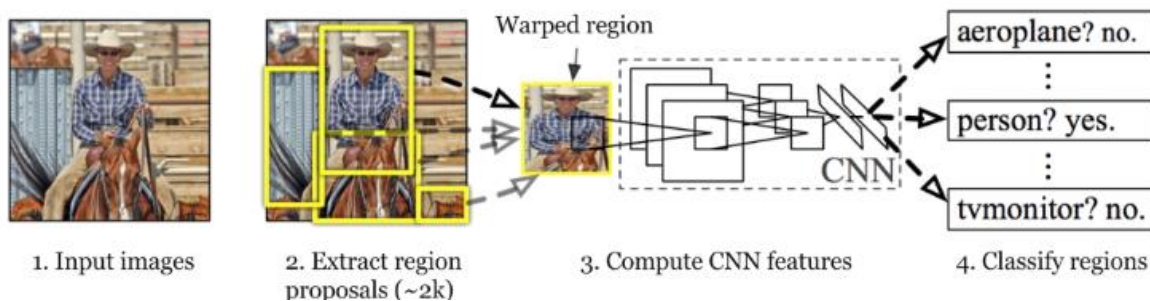 Warped region
aeroplane? no.
person? yes.
CNN
tvmonitor? no.
1. Input images
2. Extract region
proposals (~2k)
3. Compute CNN features
4. Classify regions